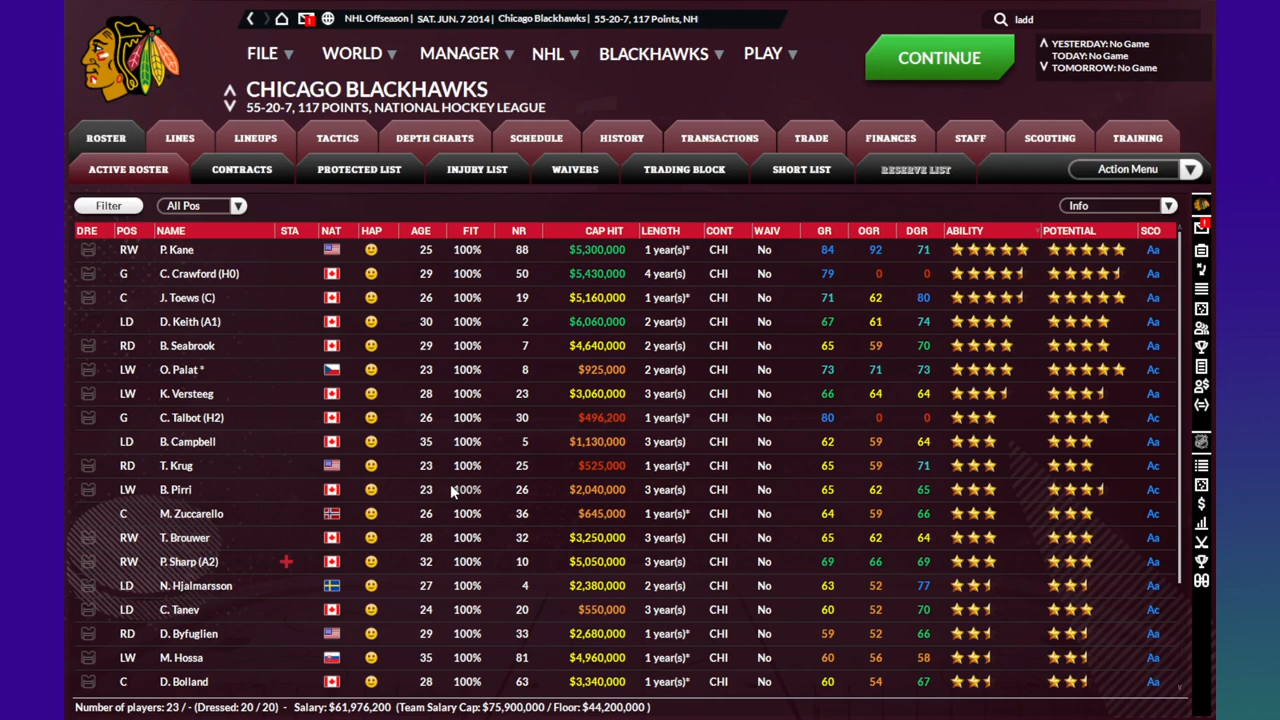 NHL Offseason | SAT. JUN. 7 2014 | Chicago Blackhawks | 55-20-7, 117 Points, NH
ladd
FILE WORLD MANAGER NHL BLACKHAWKS PLAY
CONTINUE
YESTERDAY: No Game
TODAY: No Game
TOMORROW: No Game
CHICAGO BLACKHAWKS
55-20-7, 117 POINTS, NATIONAL HOCKEY LEAGUE
ROSTER LINES LINEUPS TACTICS DEPTH CHARTS SCHEDULE HISTORY TRANSACTIONS TRADE FINANCES STAFF SCOUTING TRAINING
ACTIVE ROSTER CONTRACTS PROTECTED LIST INJURY LIST WAIVERS TRADING BLOCK SHORT LIST RESERVE LIST Action Menu
Filter All Pos Info
DRE POS NAME STA NAT HAP AGE FIT NR CAP HIT LENGTH CONT WAIV GR OGR DGR ABILITY POTENTIAL SCO
RW P. Kane 25 100% 88 $5,300,000 1 year(s)* CHI No 84 92 71 Aa
G C. Crawford (H0) 29 100% 50 $5,430,000 4 year(s) CHI No 79 0 0 Aa
C J. Toews (C) 26 100% 19 $5,160,000 1 year(s)* CHI No 71 62 80 Aa
LD D. Keith (A1) 30 100% 2 $6,060,000 2 year(s) CHI No 67 61 74 Aa
RD B. Seabrook 29 100% 7 $4,640,000 2 year(s) CHI No 65 59 70 Aa
LW O. Palat * 23 100% 8 $925,000 2 year(s) CHI No 73 71 73 Ac
LW K. Versteeg 28 100% 23 $3,060,000 2 year(s) CHI No 66 64 64 Aa
G C. Talbot (H2) 26 100% 30 $496,200 1 year(s)* CHI No 80 0 0 Ac
LD B. Campbell 35 100% 5 $1,130,000 3 year(s) CHI No 62 59 64 Aa
RD T. Krug 23 100% 25 $525,000 1 year(s)* CHI No 65 59 71 Ac
LW B. Pirri 23 100% 26 $2,040,000 3 year(s) CHI No 65 62 65 Ac
C M. Zuccarello 26 100% 36 $645,000 1 year(s)* CHI No 64 59 66 Ac
RW T. Brouwer 28 100% 32 $3,250,000 1 year(s)* CHI No 65 62 64 Aa
RW P. Sharp (A2) 32 100% 10 $5,050,000 1 year(s)* CHI No 69 66 69 Aa
LD N. Hjalmarsson 27 100% 4 $2,380,000 2 year(s) CHI No 63 52 77 Aa
LD C. Tanev 24 100% 20 $550,000 3 year(s) CHI No 60 52 70 Ac
RD D. Byfuglien 29 100% 33 $2,680,000 1 year(s)* CHI No 59 52 66 Aa
LW M. Hossa 35 100% 81 $4,960,000 1 year(s)* CHI No 60 56 58 Aa
C D. Bolland 28 100% 63 $3,340,000 1 year(s)* CHI No 60 54 67 Aa
Number of players: 23 / - (Dressed: 20 / 20) - Salary: $61,976,200 (Team Salary Cap: $75,900,000 / Floor: $44,200,000 )